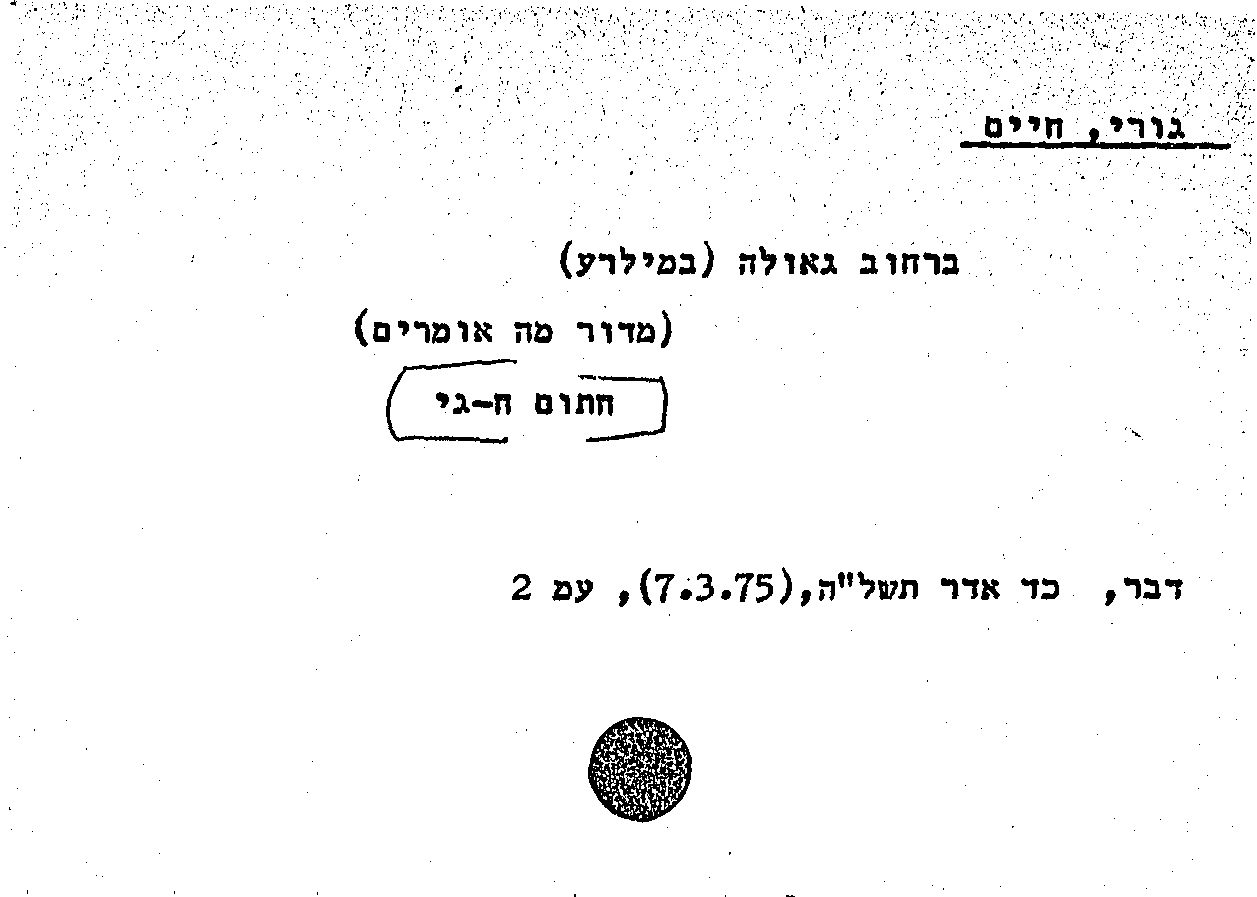 גורי, חיים
ברחוב גאולה (במילרע)
(מדור מה אומרים)
חתום ח-גי
דבר, כד אדר תשל"ה,(7.3.75), עמ 2